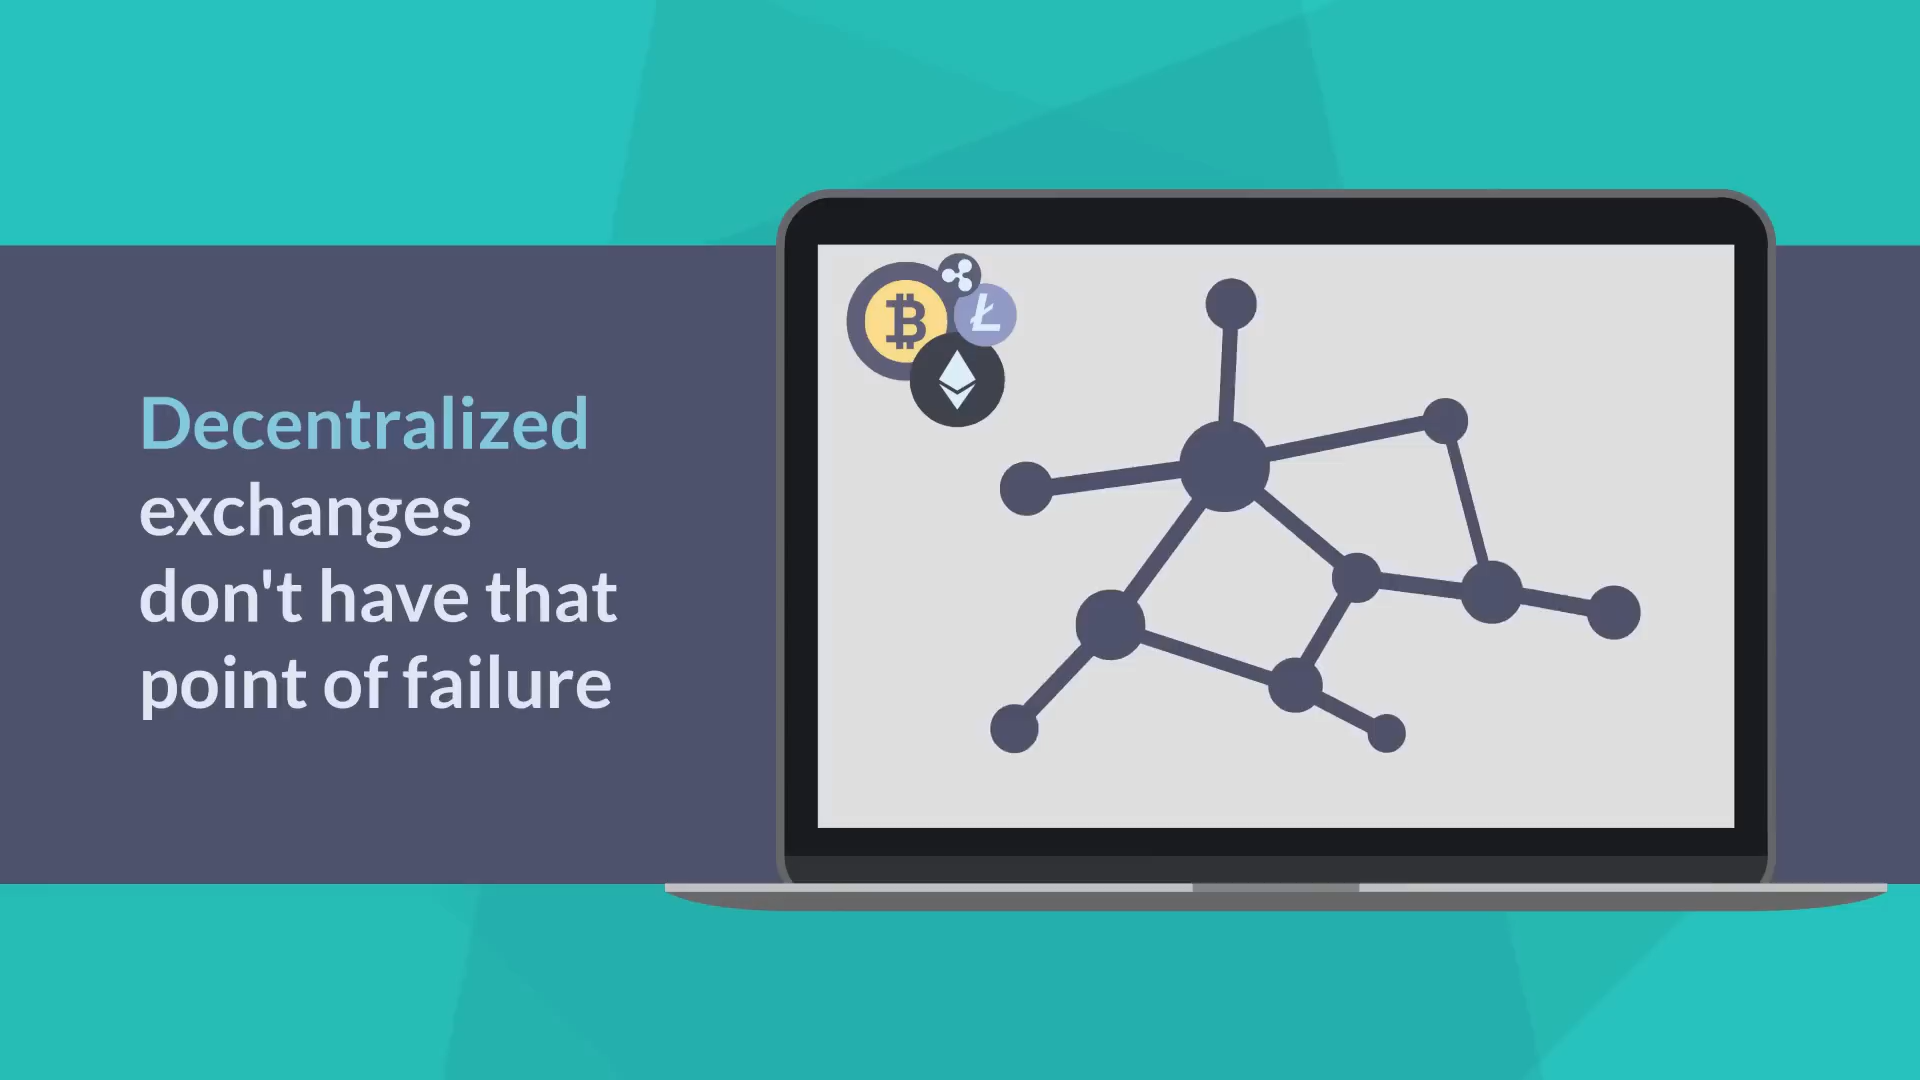 Decentralized
exchanges
don't have that
point of failure